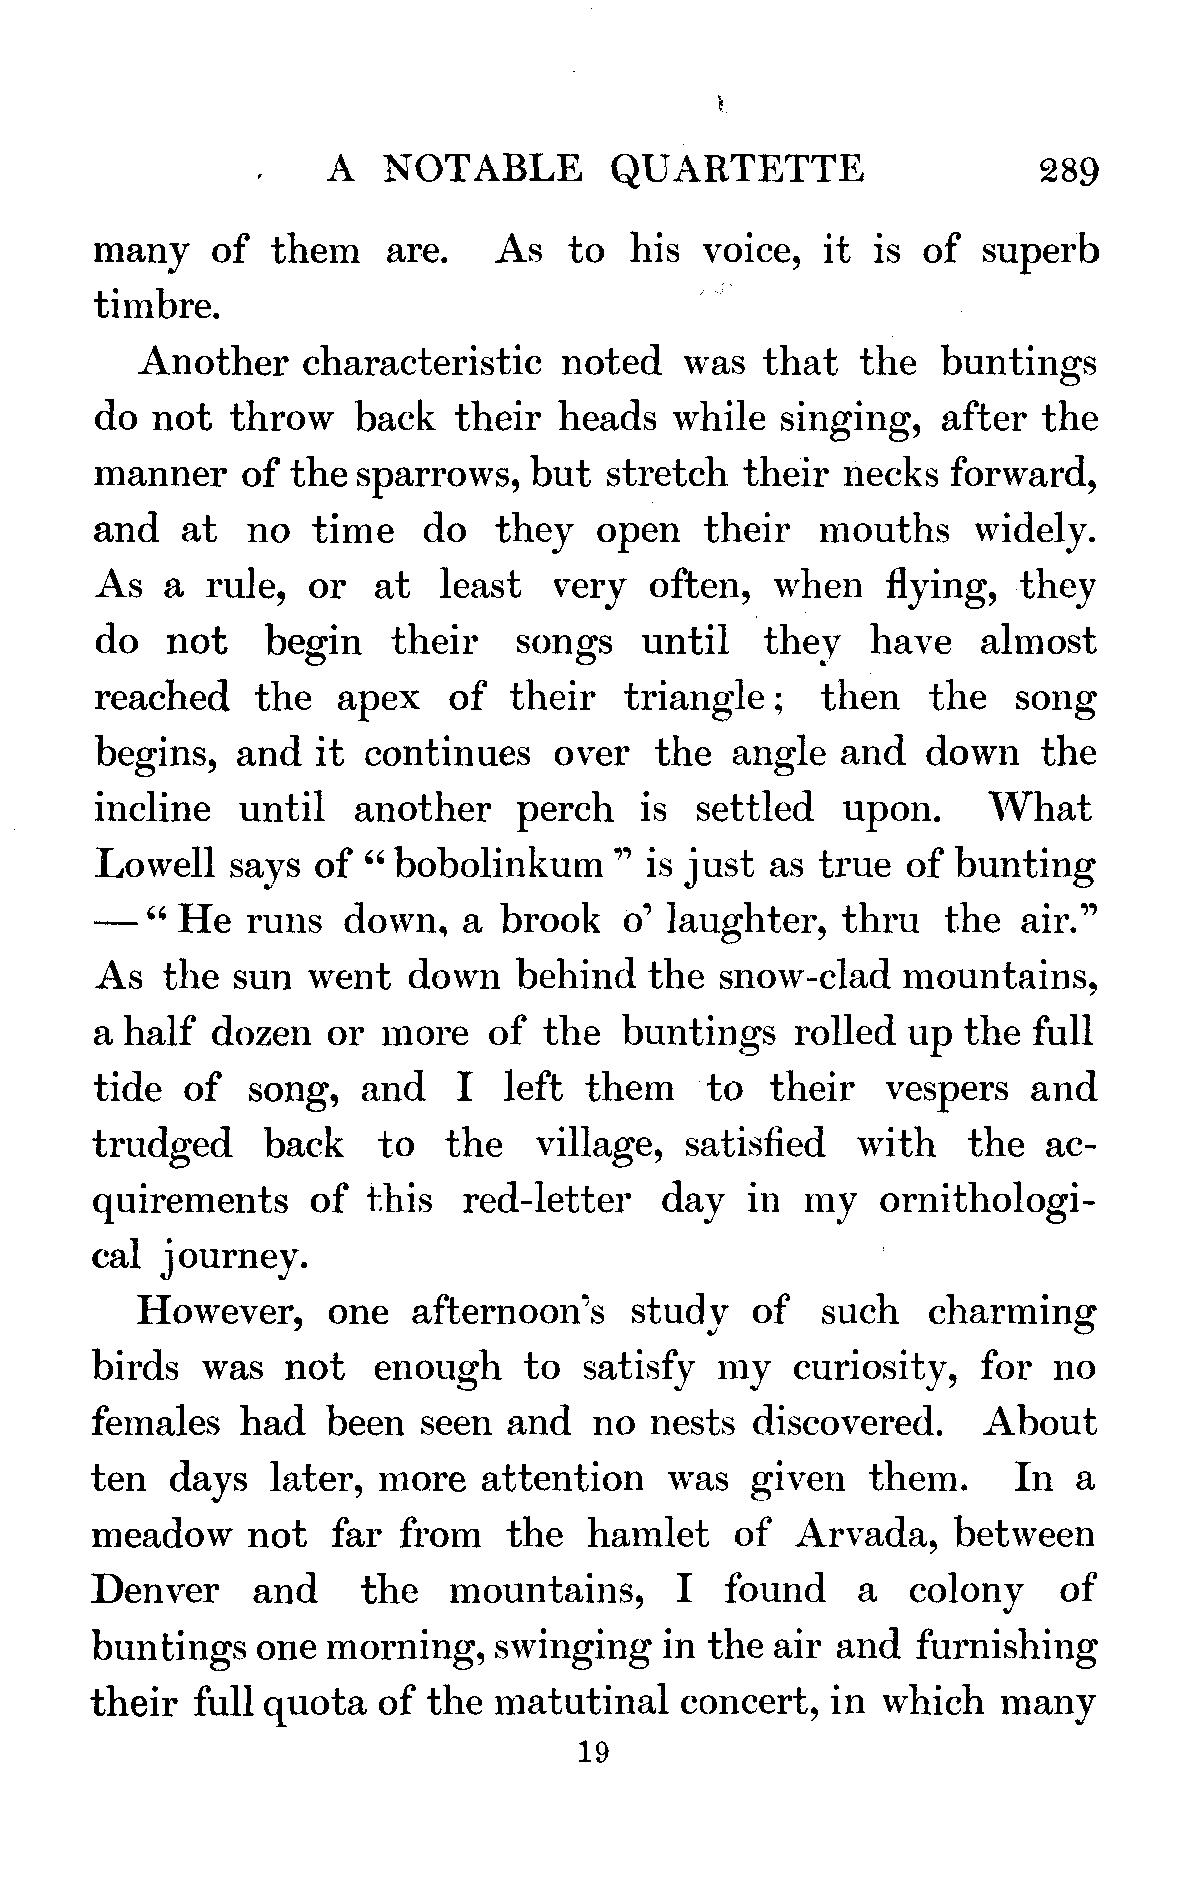 A NOTABLE QUARTETTE 289
many of them are. As to his voice, it is of superb
timbre.
Another characteristic noted was that the buntings
do not throw back their heads while singing, after the
manner of the sparrows, but stretch their necks forward,
and at no time do they open their mouths widely.
As a rule, or at least very often, when flying, they
do not begin their songs until they have almost
reached the apex of their triangle; then the song
begins, and it continues over the angle and down the
incline until another perch is settled upon. What
Lowell says of “bobolinkum” is just as true of bunting
—“He runs down, a brook o’ laughter, thru the air.”
As the sun went down behind the snow-clad mountains,
a half dozen or more of the buntings rolled up the full
tide of song, and I left them to their vespers and
trudged back to the village, satisfied with the ac-
quirements of this red-letter day in my ornithologi-
cal journey.
However, one afternoon’s study of such charming
birds was not enough to satisfy my curiosity, for no
females had been seen and no nests discovered. About
ten days later, more attention was given them. In a
meadow not far from the hamlet of Arvada, between
Denver and the mountains, I found a colony of
buntings one morning, swinging in the air and furnishing
their full quota of the matutinal concert, in which many
19